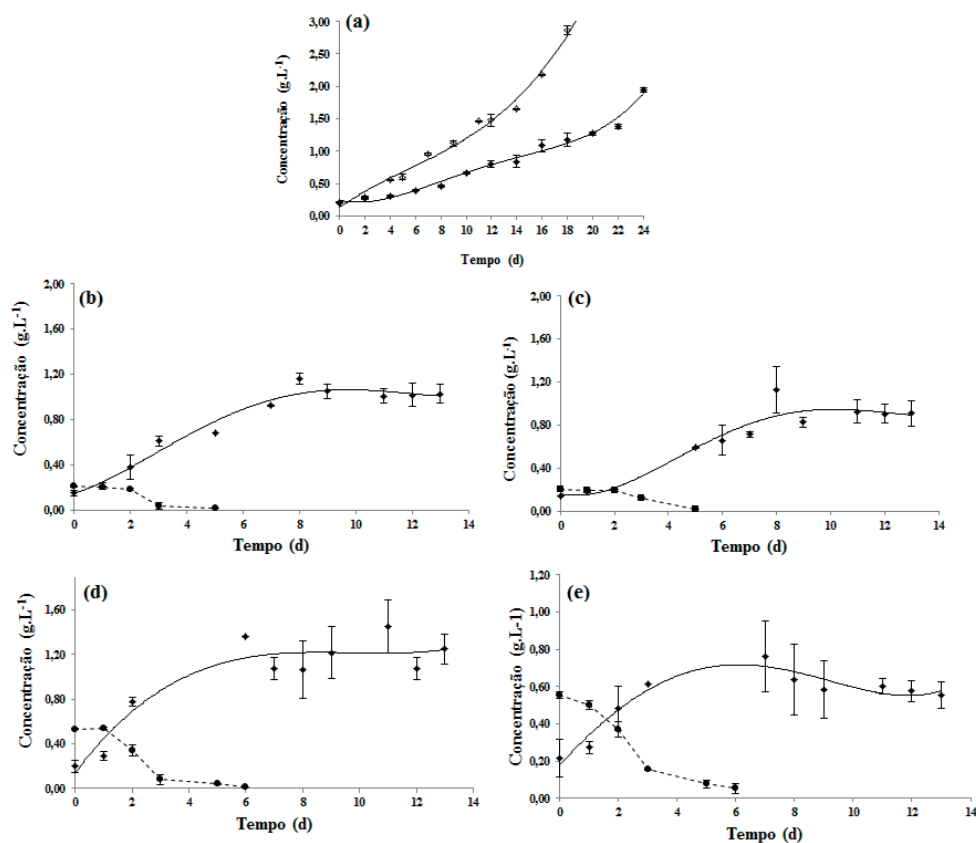 (a)
Concentração (g.L-1)
3,00
2,50
2,00
1,50
1,00
0,50
0,00
0 2 4 6 8 10 12 14 16 18 20 22 24
Tempo (d)
(b)
Concentração (g.L-1)
2,00
1,60
1,20
0,80
0,40
0,00
0 2 4 6 8 10 12 14
Tempo (d)
(c)
Concentração (g.L-1)
2,00
1,60
1,20
0,80
0,40
0,00
0 2 4 6 8 10 12 14
Tempo (d)
(d)
Concentração (g.L-1)
1,60
1,20
0,80
0,40
0,00
0 2 4 6 8 10 12 14
Tempo (d)
(e)
Concentração (g.L-1)
1,20
1,00
0,80
0,60
0,40
0,20
0,00
0 2 4 6 8 10 12 14
Tempo (d)